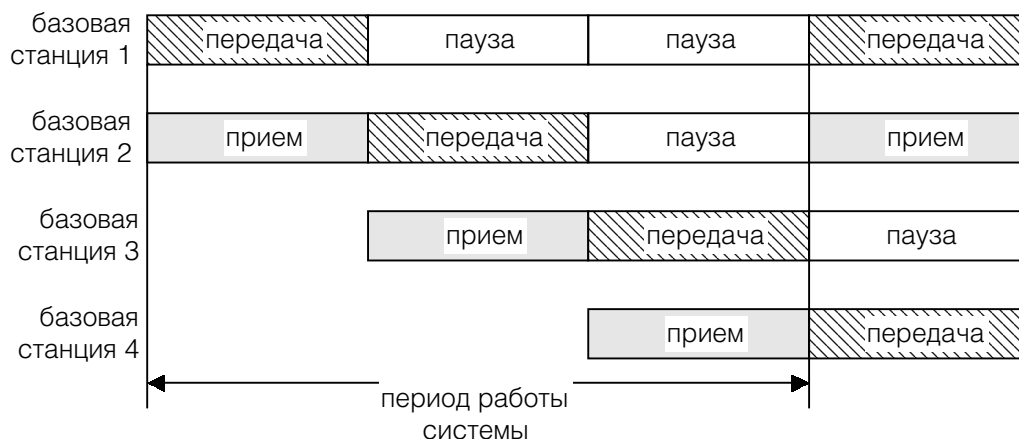 базовая
станция 1
передача
пауза
пауза
передача
базовая
станция 2
прием
передача
пауза
прием
базовая
станция 3
прием
передача
пауза
базовая
станция 4
прием
передача
период работы
системы